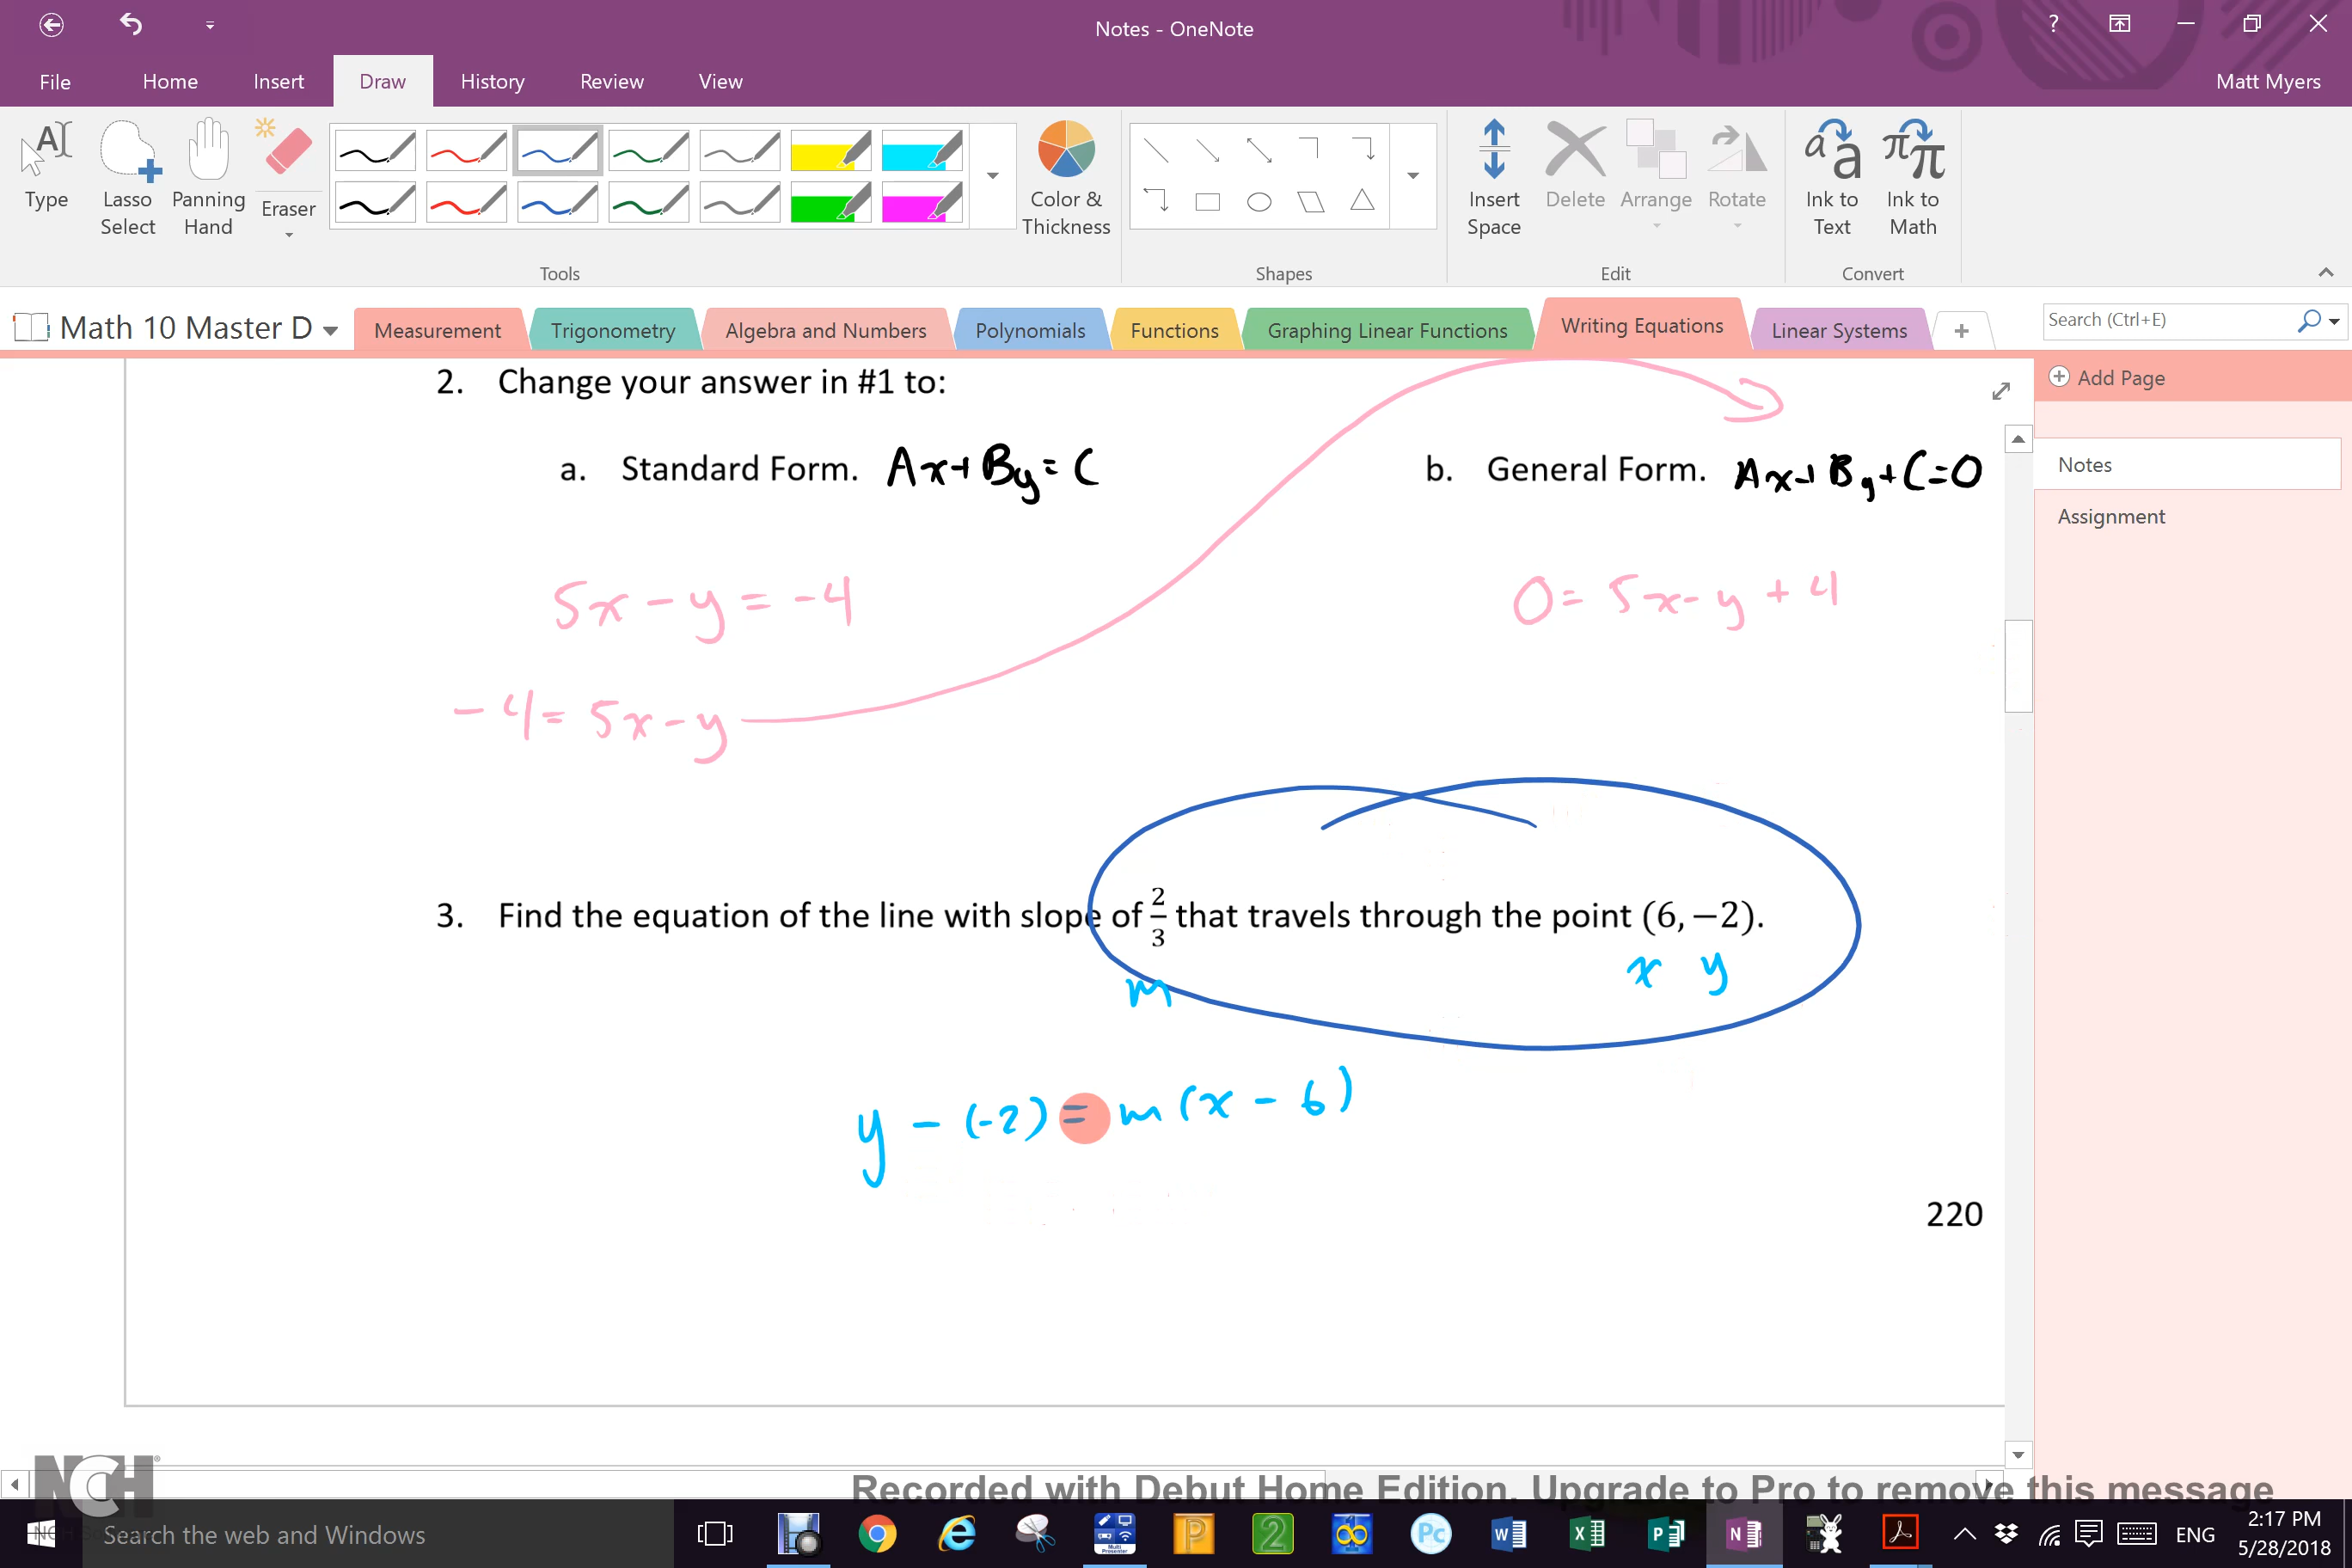 Notes - OneNote
?
File Home Insert Draw History Review View
Matt Myers
Type
Lasso Select
Panning Hand
Eraser
Color & Thickness
Insert Space
Delete
Arrange
Rotate
Ink to Text
Ink to Math
Tools
Shapes
Edit
Convert
Math 10 Master D
Measurement
Trigonometry
Algebra and Numbers
Polynomials
Functions
Graphing Linear Functions
Writing Equations
Linear Systems
Search (Ctrl+E)
Add Page
Notes
Assignment
2. Change your answer in #1 to:
a. Standard Form. Ax+By=C
b. General Form. Ax+By+C=0
5x-y=-4
0=5x-y+4
-4=5x-y
3. Find the equation of the line with slope of 2/3 that travels through the point (6,−2).
m
x y
y-(-2)=m(x-6)
220
NCH
Recorded with Debut Home Edition. Upgrade to Pro to remove this message
Search the web and Windows
ENG
2:17 PM
5/28/2018